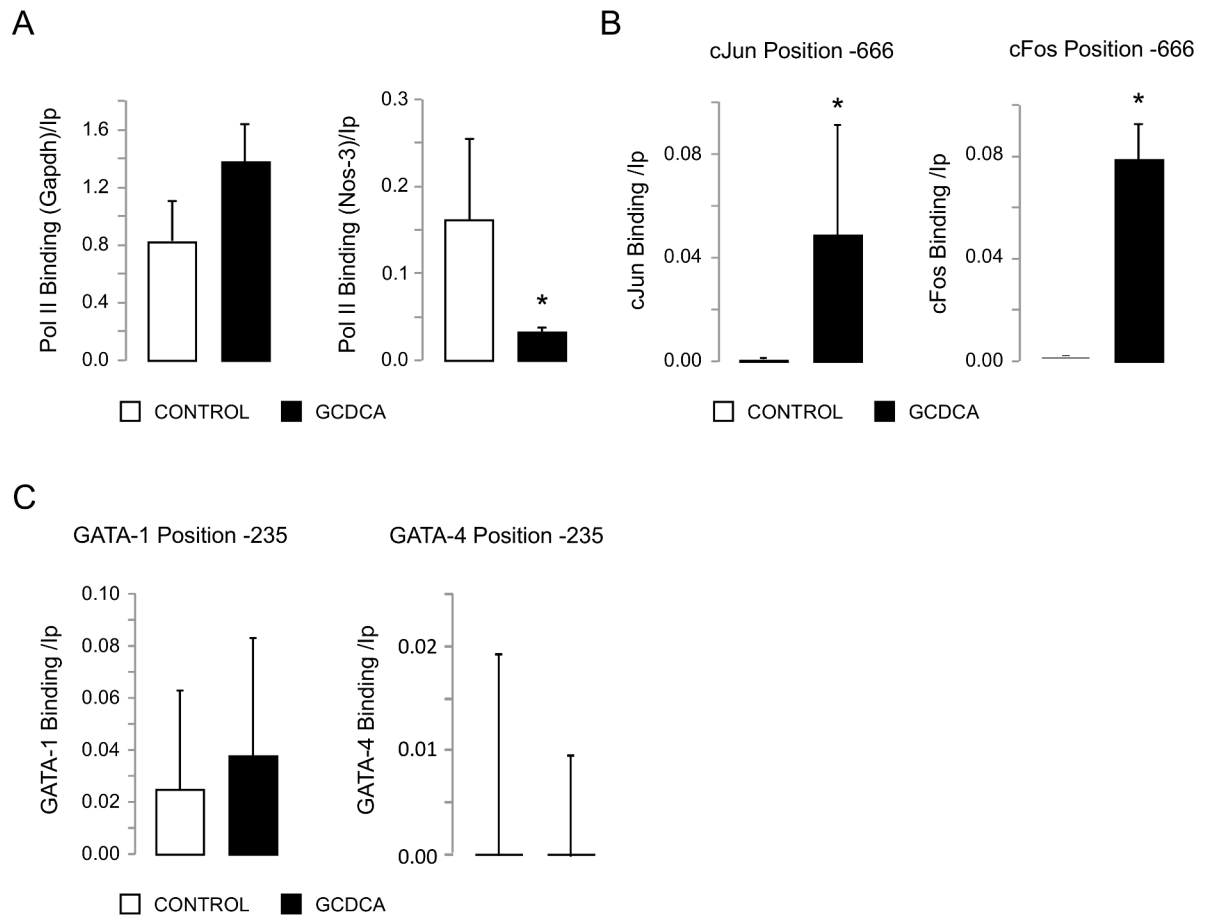 A
B
cJun Position -666
cFos Position -666
Pol II Binding (Gapdh)/Ip
1.6
1.2
0.8
0.4
0.0
Pol II Binding (Nos-3)/Ip
0.3
0.2
0.1
0.0
*
cJun Binding /Ip
0.08
0.04
0.00
*
cFos Binding /Ip
0.08
0.04
0.00
*
CONTROL GCDCA
CONTROL GCDCA
C
GATA-1 Position -235
GATA-4 Position -235
GATA-1 Binding /Ip
0.10
0.08
0.06
0.04
0.02
0.00
GATA-4 Binding /Ip
0.02
0.01
0.00
CONTROL GCDCA